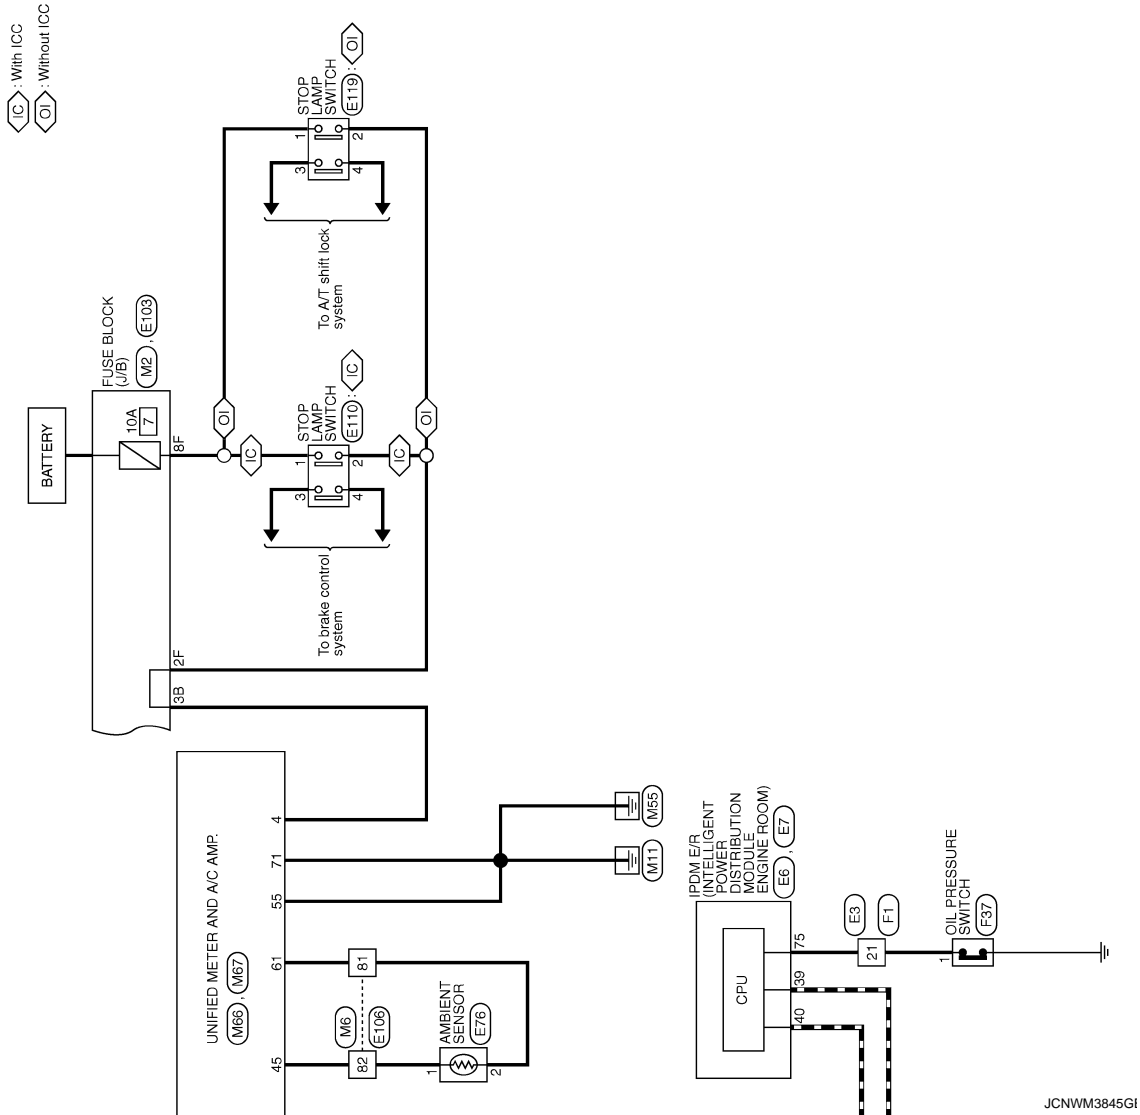 IC : With ICC
OI : Without ICC
BATTERY
FUSE BLOCK
(J/B)
M2 , E103
10A
7
8F
2F
3B
STOP
LAMP
SWITCH
E119 : OI
1
2
3
4
To A/T shift lock
system
OI
OI
IC
IC
STOP
LAMP
SWITCH
E110 : IC
1
2
3
4
To brake control
system
UNIFIED METER AND A/C AMP.
M66 , M67
4
71
55
61
45
M55
M11
81
82
M6
E106
AMBIENT
SENSOR
E76
1
2
IPDM E/R
(INTELLIGENT
POWER
DISTRIBUTION
MODULE
ENGINE ROOM)
E6 , E7
CPU
75
39
40
E3
F1
21
OIL PRESSURE
SWITCH
F37
1
JCNWM3845GE